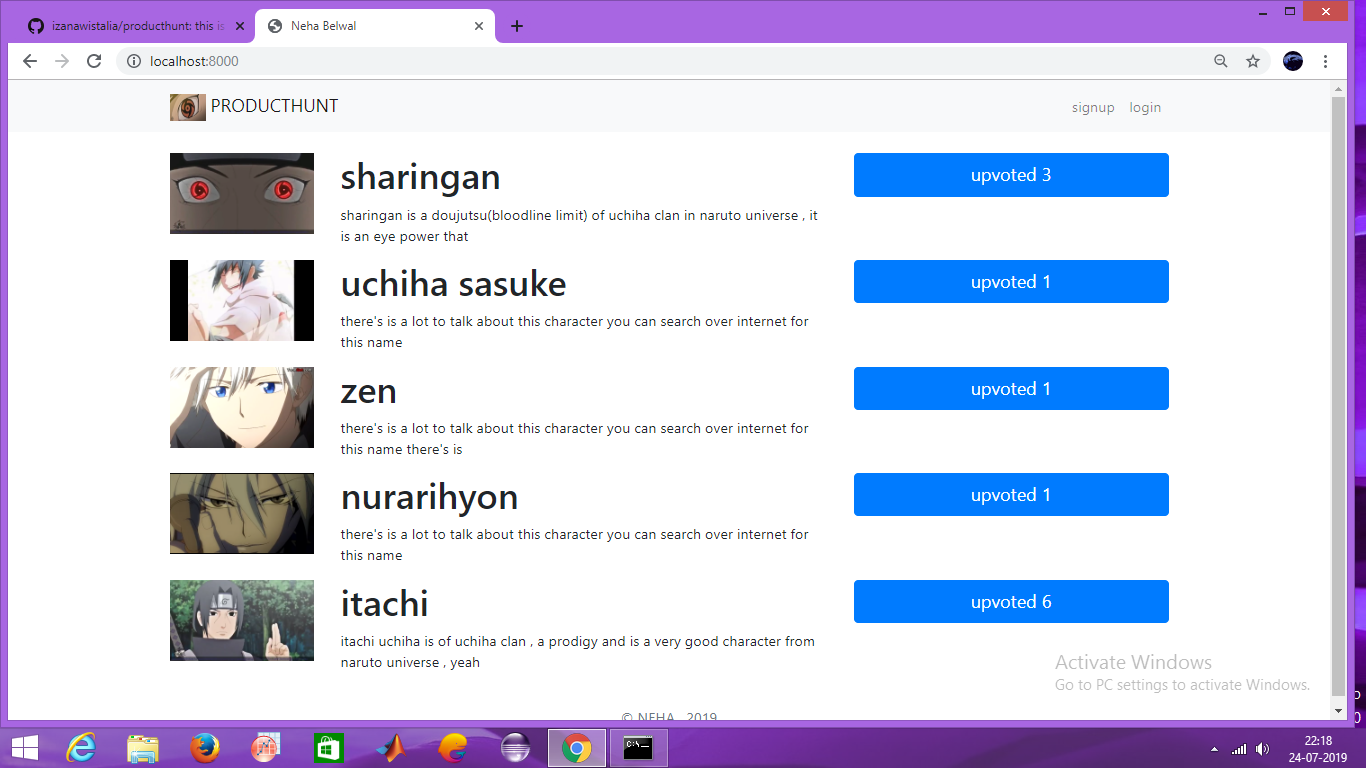 izanawistalia/producthunt: this is
Neha Belwal
localhost:8000
PRODUCTHUNT
signup login
sharingan
upvoted 3
sharingan is a doujutsu(bloodline limit) of uchiha clan in naruto universe , it
is an eye power that
uchiha sasuke
upvoted 1
there's is a lot to talk about this character you can search over internet for
this name
zen
upvoted 1
there's is a lot to talk about this character you can search over internet for
this name there's is
nurarihyon
upvoted 1
there's is a lot to talk about this character you can search over internet for
this name
itachi
upvoted 6
itachi uchiha is of uchiha clan , a prodigy and is a very good character from
naruto universe , yeah
Activate Windows
Go to PC settings to activate Windows.
© NEHA , 2019
22:18
24-07-2019